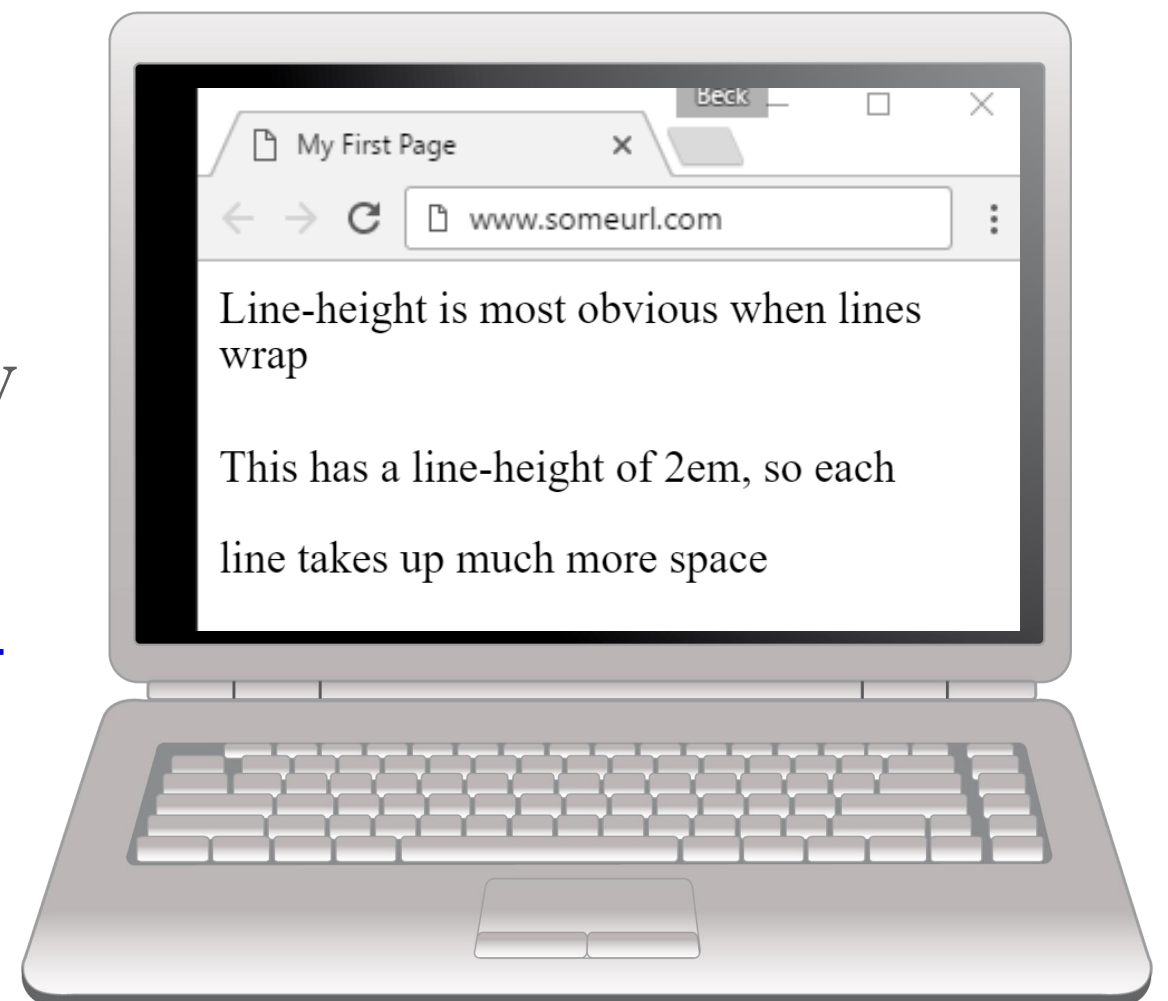 Beck
My First Page
www.someurl.com
Line-height is most obvious when lines
wrap
This has a line-height of 2em, so each
line takes up much more space